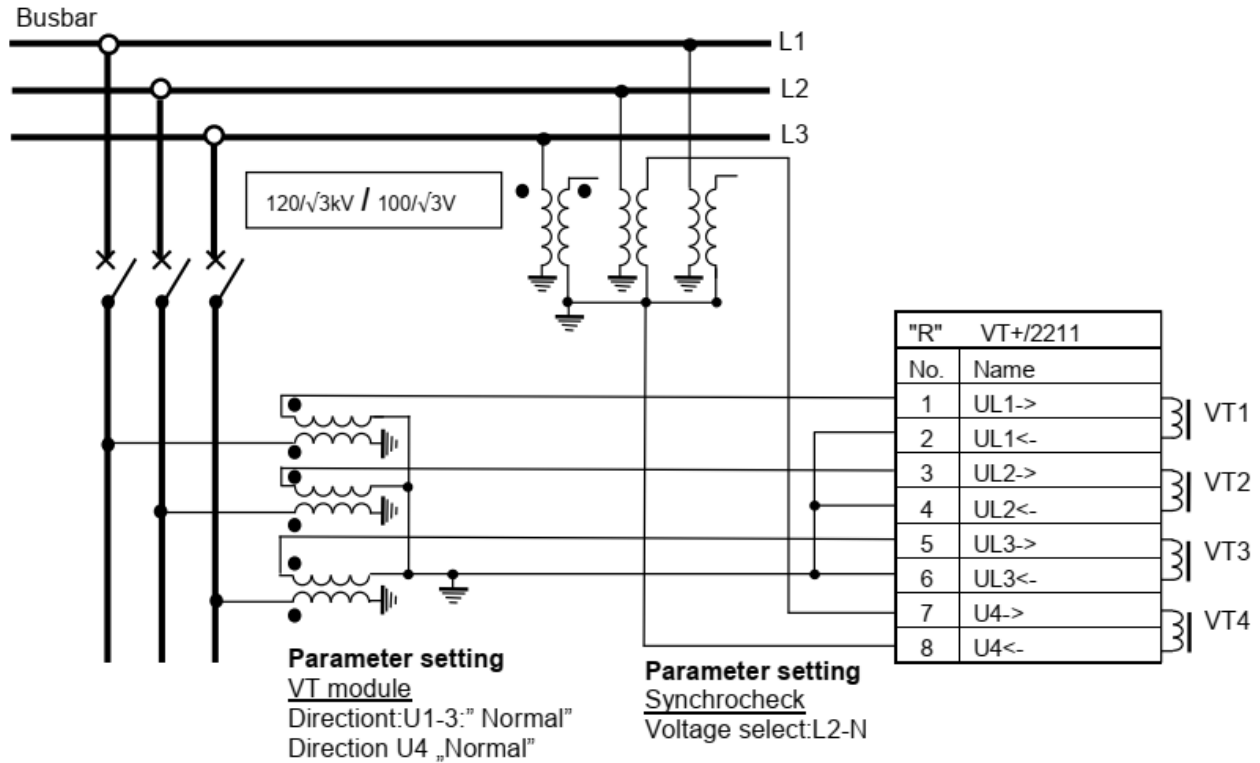 Busbar
L1
L2
L3
120/√3kV / 100/√3V
"R" VT+/2211
No. Name
1 UL1->
2 UL1<-
VT1
3 UL2->
4 UL2<-
VT2
5 UL3->
6 UL3<-
VT3
7 U4->
8 U4<-
VT4
Parameter setting
VT module
Directiont:U1-3:” Normal”
Direction U4 „Normal”
Parameter setting
Synchrocheck
Voltage select:L2-N